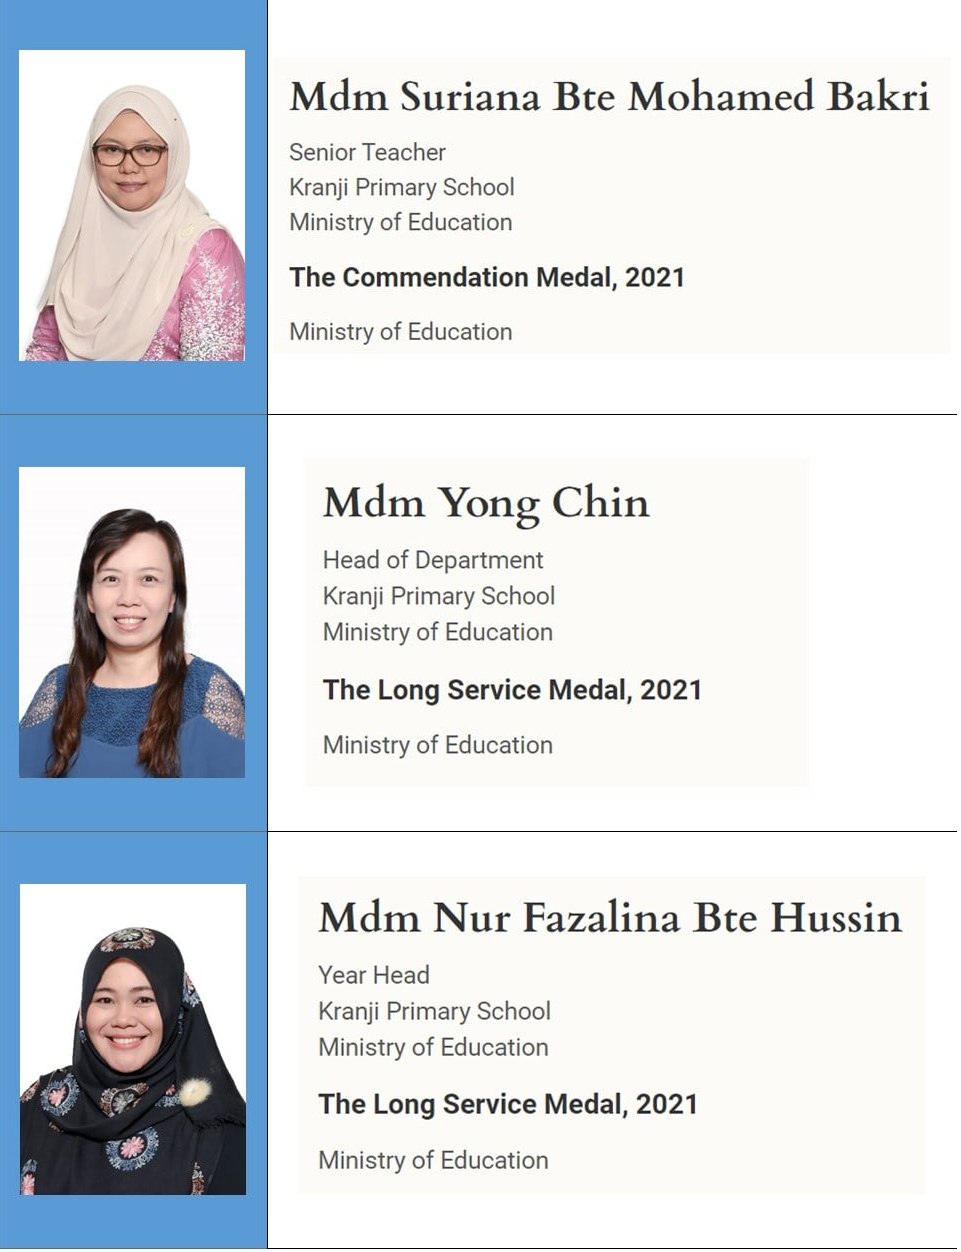 Mdm Suriana Bte Mohamed Bakri
Senior Teacher
Kranji Primary School
Ministry of Education
The Commendation Medal, 2021
Ministry of Education
Mdm Yong Chin
Head of Department
Kranji Primary School
Ministry of Education
The Long Service Medal, 2021
Ministry of Education
Mdm Nur Fazalina Bte Hussin
Year Head
Kranji Primary School
Ministry of Education
The Long Service Medal, 2021
Ministry of Education